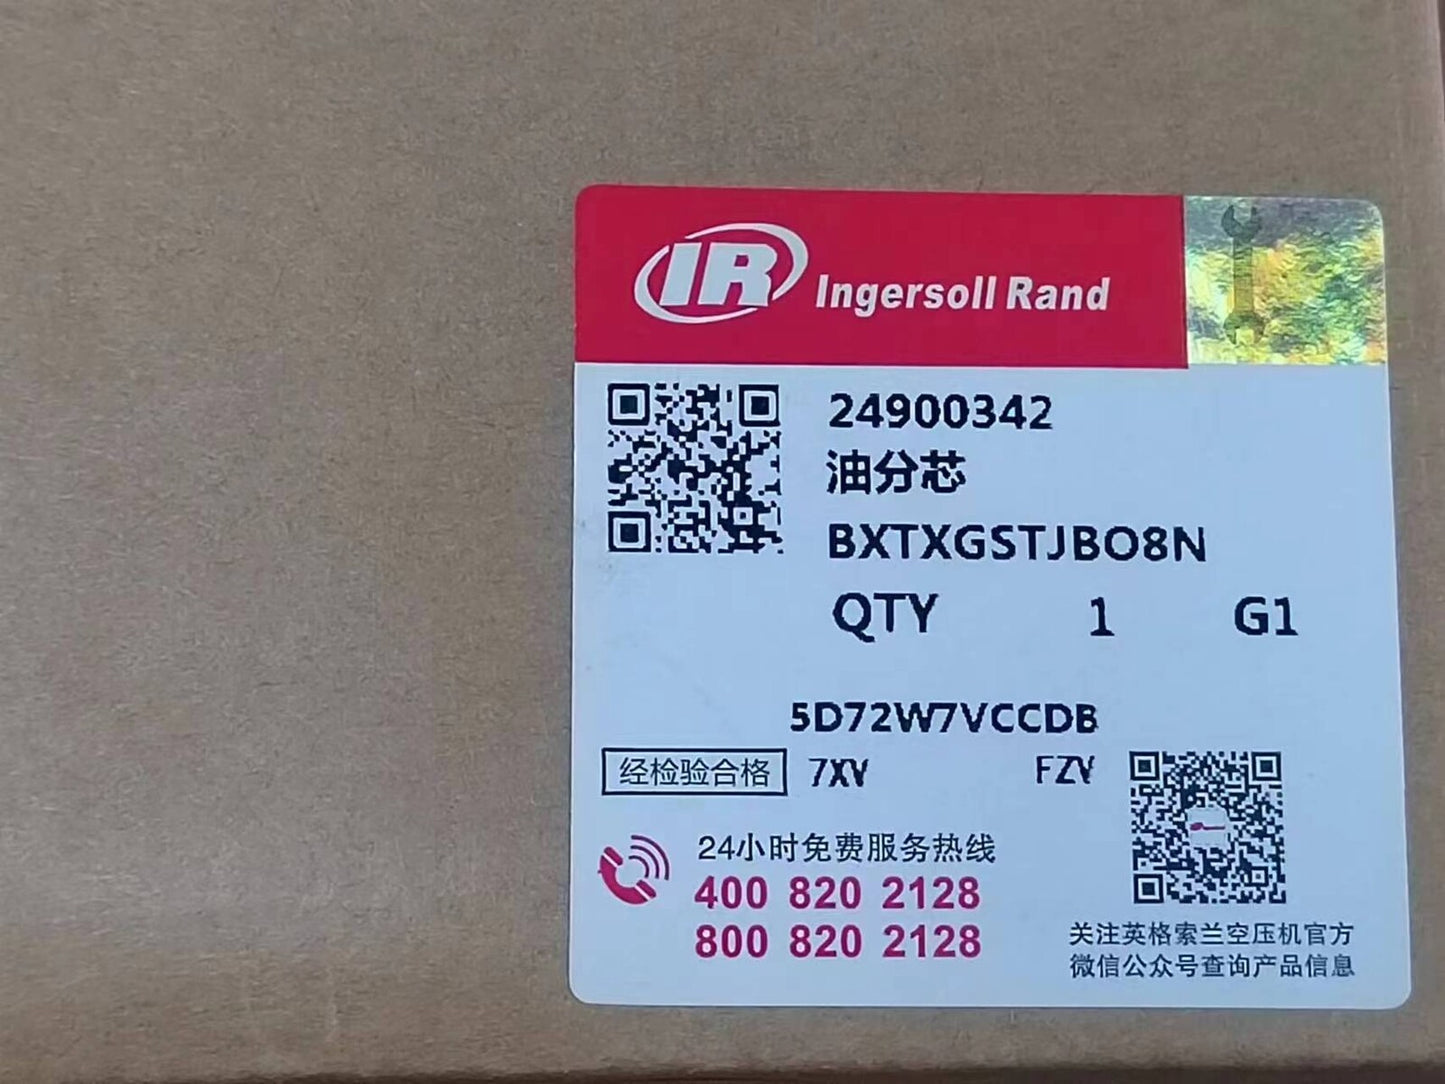 IR Ingersoll Rand
24900342
油分芯
BXTXGSTJBO8N
QTY 1 G1
5D72W7VCCDB
经检验合格 7XV FZV
24小时免费服务热线
400 820 2128
800 820 2128
关注英格索兰空压机官方
微信公众号查询产品信息